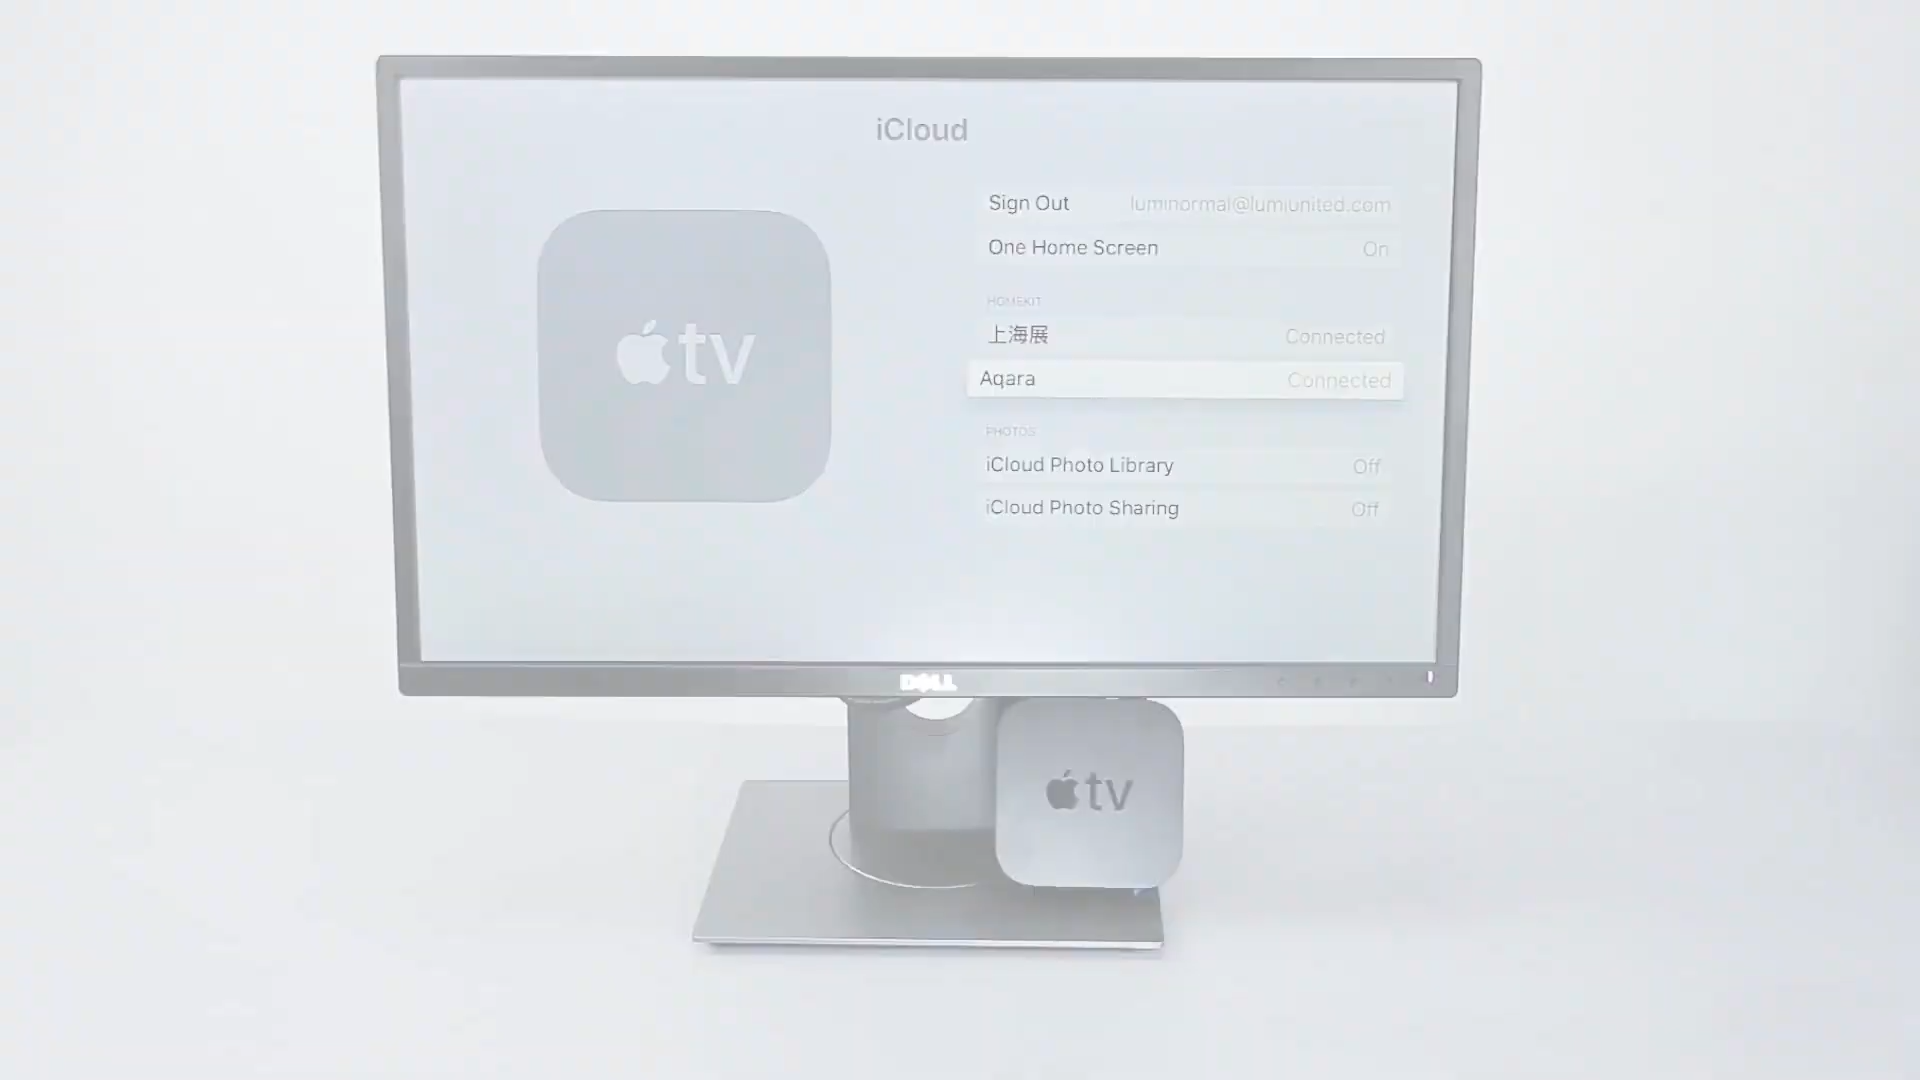 iCloud
Sign Out luminormal@lumiunited.com
One Home Screen On
HOMEKIT
上海展 Connected
Aqara Connected
PHOTOS
iCloud Photo Library Off
iCloud Photo Sharing Off
tv
DELL
tv